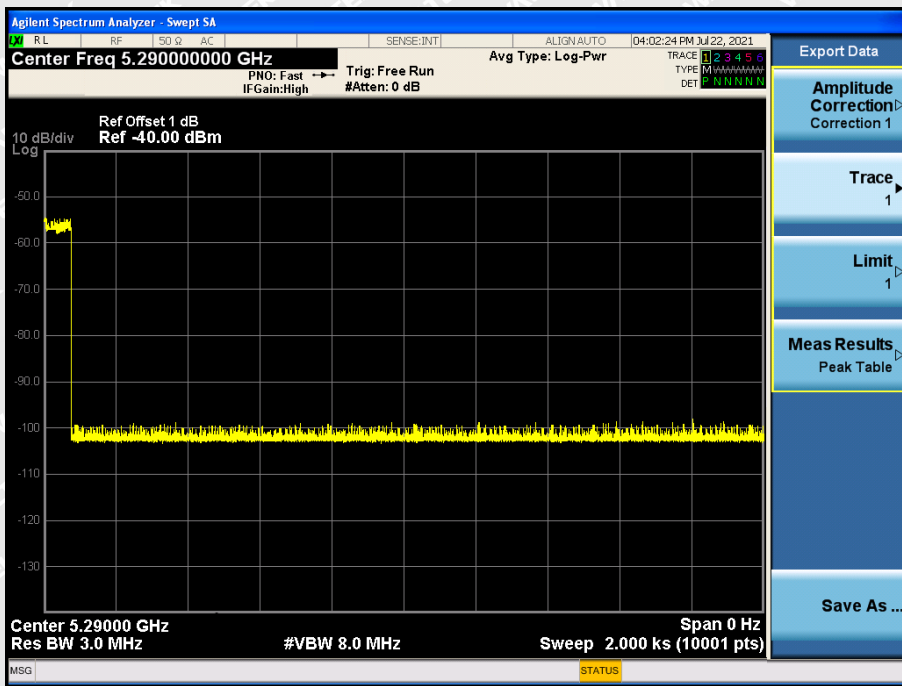 Agilent Spectrum Analyzer - Swept SA
LXI RL RF 50 Ω AC SENSE:INT ALIGNAUTO 04:02:24 PM Jul 22, 2021
Center Freq 5.290000000 GHz
PNO: Fast
IFGain:High
Trig: Free Run
#Atten: 0 dB
Avg Type: Log-Pwr
TRACE 1 2 3 4 5 6
TYPE M WWWWW
DET P N N N N N
Ref Offset 1 dB
10 dB/div Ref -40.00 dBm
Log
-50.0
-60.0
-70.0
-80.0
-90.0
-100
-110
-120
-130
Center 5.29000 GHz Span 0 Hz
Res BW 3.0 MHz #VBW 8.0 MHz Sweep 2.000 ks (10001 pts)
MSG STATUS
Export Data
Amplitude
Correction
Correction 1
Trace
1
Limit
1
Meas Results
Peak Table
Save As ...